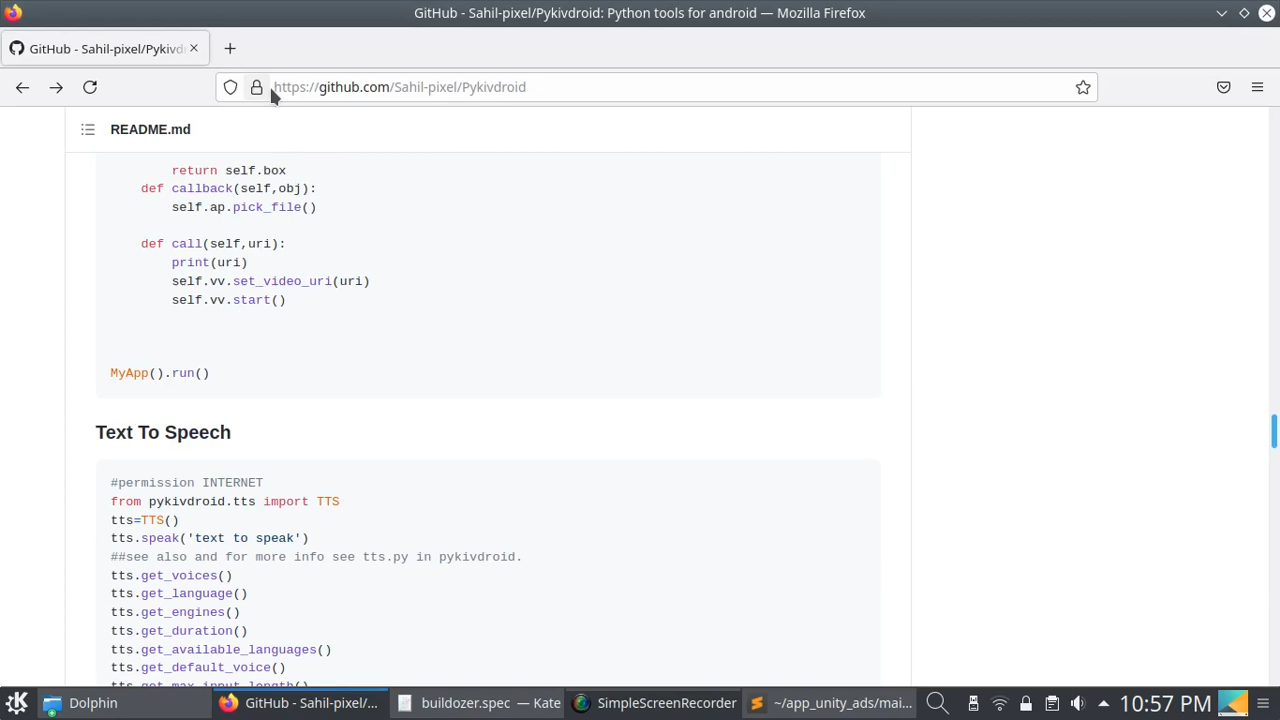 GitHub - Sahil-pixel/Pykivdroid: Python tools for android — Mozilla Firefox
GitHub - Sahil-pixel/Pykivd
https://github.com/Sahil-pixel/Pykivdroid
README.md
return self.box
def callback(self,obj):
self.ap.pick_file()
def call(self,uri):
print(uri)
self.vv.set_video_uri(uri)
self.vv.start()
MyApp().run()
Text To Speech
#permission INTERNET
from pykivdroid.tts import TTS
tts=TTS()
tts.speak('text to speak')
##see also and for more info see tts.py in pykivdroid.
tts.get_voices()
tts.get_language()
tts.get_engines()
tts.get_duration()
tts.get_available_languages()
tts.get_default_voice()
tts.get_max_input_length()
Dolphin
GitHub - Sahil-pixel/...
buildozer.spec — Kate
SimpleScreenRecorder
~/app_unity_ads/mai...
10:57 PM